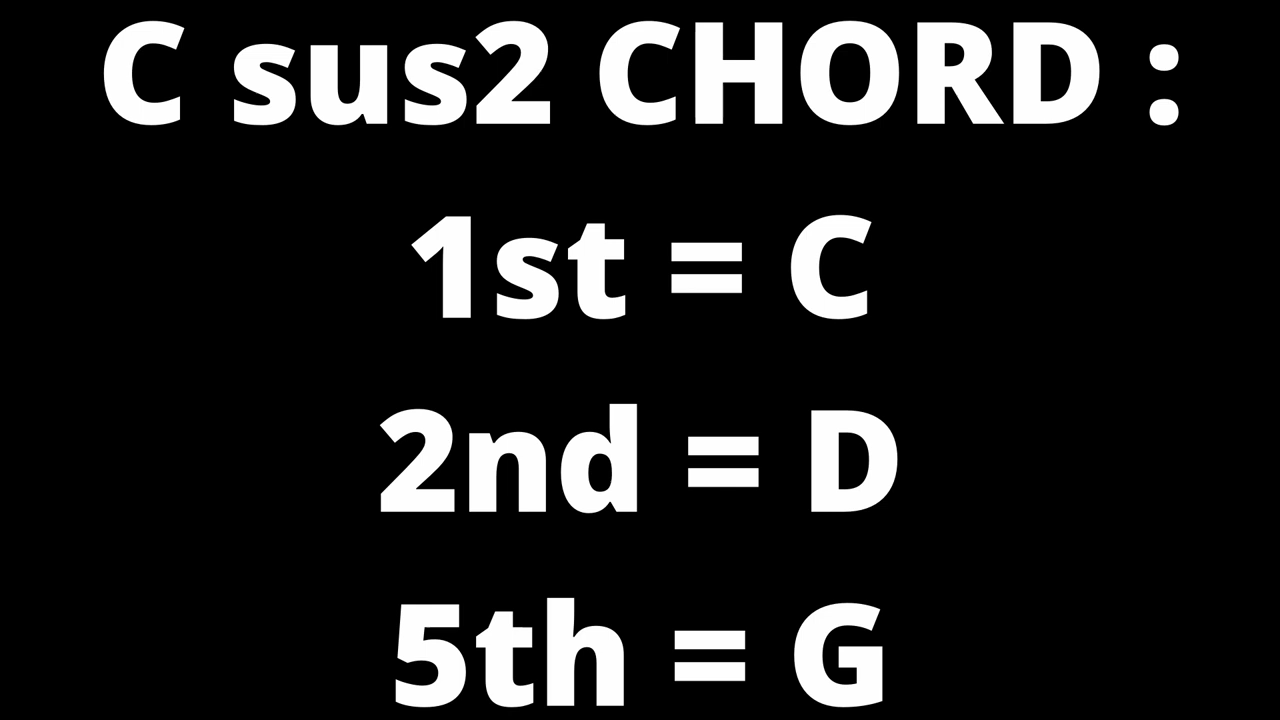 C sus2 CHORD :
1st = C
2nd = D
5th = G